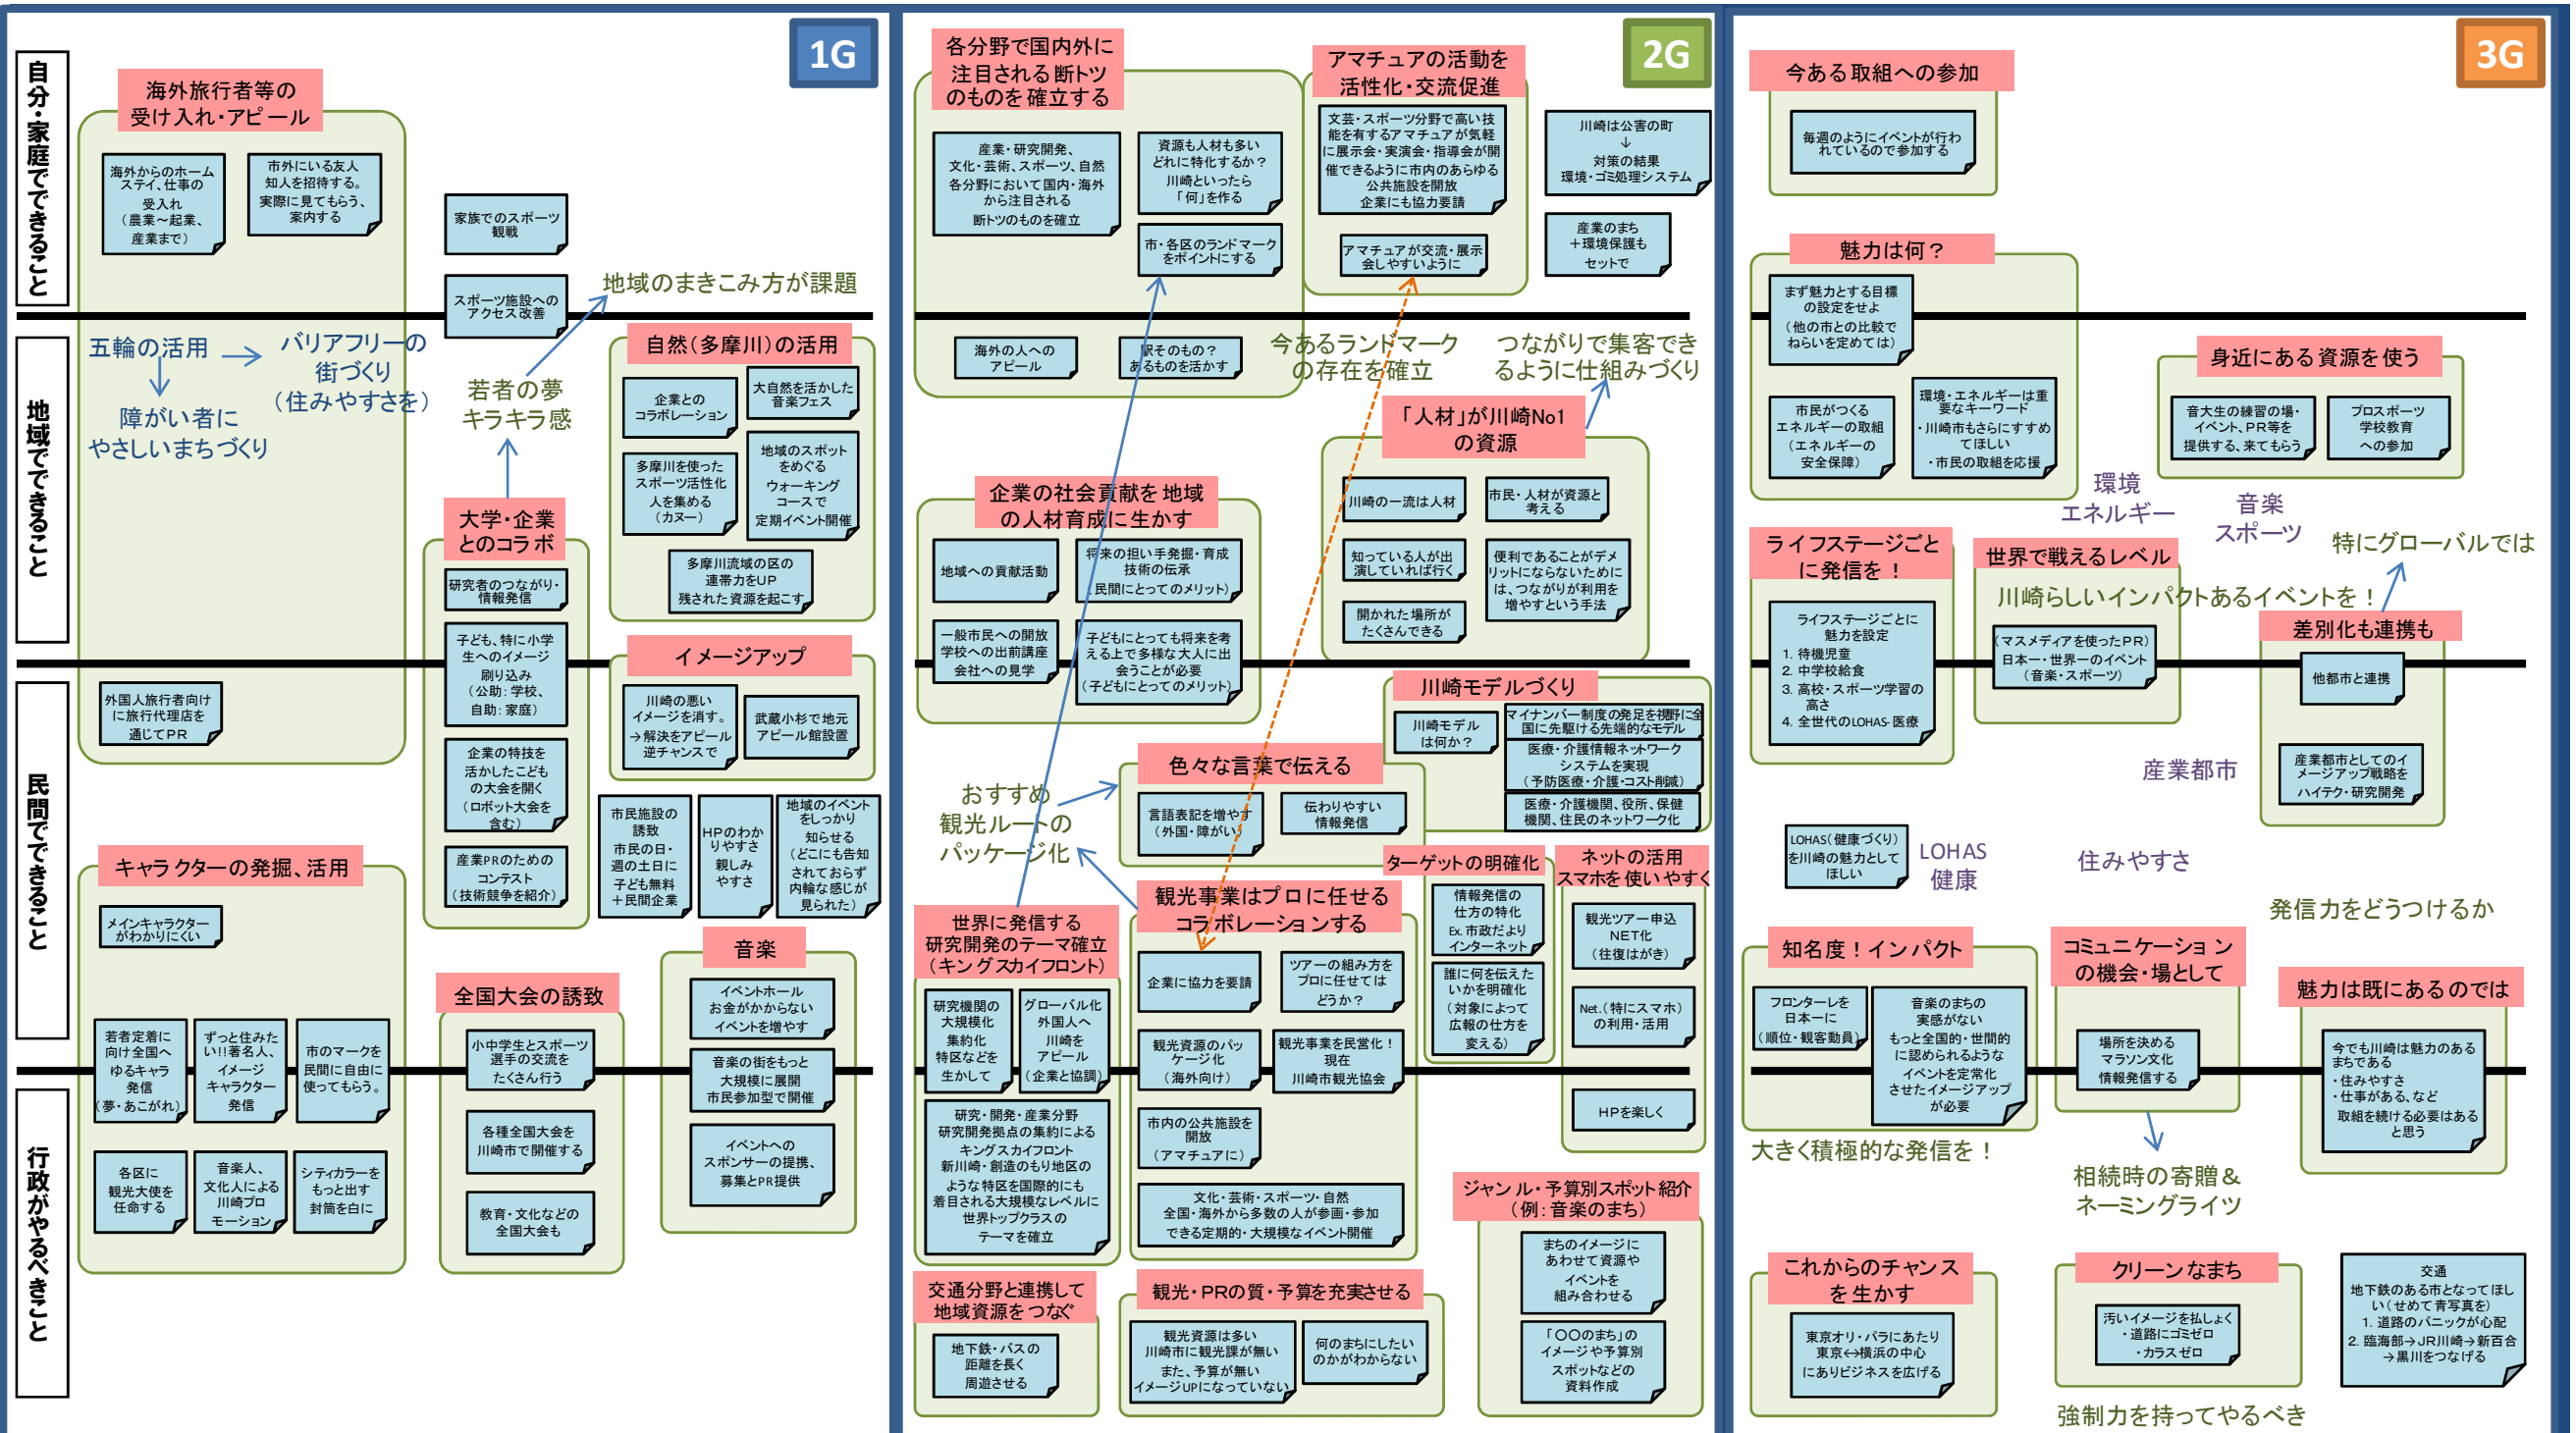 自分・家庭でできること
地域でできること
民間でできること
行政がやるべきこと
1G
海外旅行者等の
受け入れ・アピール
海外からのホーム
ステイ、仕事の
受入れ
（農業～起業、
産業まで）
市外にいる友人
知人を招待する。
実際に見てもらう、
案内する
家族でのスポーツ
観戦
スポーツ施設への
アクセス改善
地域のまきこみ方が課題
五輪の活用
バリアフリーの
街づくり
（住みやすさを）
障がい者に
やさしいまちづくり
若者の夢
キラキラ感
自然（多摩川）の活用
企業との
コラボレーション
大自然を活かした
音楽フェス
多摩川を使った
スポーツ活性化
人を集める
（カヌー）
地域のスポット
をめぐる
ウォーキング
コースで
定期イベント開催
多摩川流域の区の
連帯力をUP
残された資源を起こす
大学・企業
とのコラボ
研究者のつながり・
情報発信
子ども、特に小学
生へのイメージ
刷り込み
（公助：学校、
自助：家庭）
企業の特技を
活かしたこども
の大会を開く
（ロボット大会を
含む）
産業PRのための
コンテスト
（技術競争を紹介）
イメージアップ
川崎の悪い
イメージを消す。
→解決をアピール
逆チャンスで
武蔵小杉で地元
アピール館設置
外国人旅行者向け
に旅行代理店を
通じてPR
市民施設の
誘致
市民の日・
週の土日に
子ども無料
＋民間企業
HPのわか
りやすさ
親しみ
やすさ
地域のイベント
をしっかり
知らせる
（どこにも告知
されておらず
内輪な感じが
見られた）
キャラクターの発掘、活用
メインキャラクター
がわかりにくい
若者定着に
向け全国へ
ゆるキャラ
発信
（夢・あこがれ）
ずっと住みた
い!!著名人、
イメージ
キャラクター
発信
市のマークを
民間に自由に
使ってもらう。
各区に
観光大使を
任命する
音楽人、
文化人による
川崎プロ
モーション
シティカラーを
もっと出す
封筒を白に
全国大会の誘致
小中学生とスポーツ
選手の交流を
たくさん行う
各種全国大会を
川崎市で開催する
教育・文化などの
全国大会も
音楽
イベントホール
お金がかからない
イベントを増やす
音楽の街をもっと
大規模に展開
市民参加型で開催
イベントへの
スポンサーの提携、
募集とPR提供
2G
各分野で国内外に
注目される断トツ
のものを確立する
産業・研究開発、
文化・芸術、スポーツ、自然
各分野において国内・海外
から注目される
断トツのものを確立
資源も人材も多い
どれに特化するか？
川崎といったら
「何」を作る
市・各区のランドマーク
をポイントにする
海外の人への
アピール
駅そのもの？
あるものを活かす
アマチュアの活動を
活性化・交流促進
文芸・スポーツ分野で高い技
能を有するアマチュアが気軽
に展示会・実演会・指導会が開
催できるように市内のあらゆる
公共施設を開放
企業にも協力要請
アマチュアが交流・展示
会しやすいように
川崎は公害の町
↓
対策の結果
環境・ゴミ処理システム
産業のまち
＋環境保護も
セットで
今あるランドマーク
の存在を確立
つながりで集客でき
るように仕組みづくり
「人材」が川崎No1
の資源
川崎の一流は人材
市民・人材が資源と
考える
知っている人が出
演していれば行く
便利であることがデメ
リットにならないために
は、つながりが利用を
増やすという手法
開かれた場所が
たくさんできる
企業の社会貢献を地域
の人材育成に生かす
地域への貢献活動
将来の担い手発掘・育成
技術の伝承
（民間にとってのメリット）
一般市民への開放
学校への出前講座
会社への見学
子どもにとっても将来を考
える上で多様な大人に出
会うことが必要
（子どもにとってのメリット）
川崎モデルづくり
川崎モデル
は何か？
マイナンバー制度の発足を視野に全
国に先駆ける先端的なモデル
医療・介護情報ネットワーク
システムを実現
（予防医療・介護・コスト削減）
医療・介護機関、役所、保健
機関、住民のネットワーク化
色々な言葉で伝える
言語表記を増やす
（外国・障がい）
伝わりやすい
情報発信
おすすめ
観光ルートの
パッケージ化
世界に発信する
研究開発のテーマ確立
（キングスカイフロント）
研究機関の
大規模化
集約化
特区などを
生かして
グローバル化
外国人へ
川崎を
アピール
（企業と協調）
研究・開発・産業分野
研究開発拠点の集約による
キングスカイフロント
新川崎・創造のもり地区の
ような特区を国際的にも
着目される大規模なレベルに
世界トップクラスの
テーマを確立
観光事業はプロに任せる
コラボレーションする
企業に協力を要請
ツアーの組み方を
プロに任せては
どうか？
観光資源のパッ
ケージ化
（海外向け）
観光事業を民営化！
現在
川崎市観光協会
市内の公共施設を
開放
（アマチュアに）
文化・芸術・スポーツ・自然
全国・海外から多数の人が参画・参加
できる定期的・大規模なイベント開催
ターゲットの明確化
情報発信の
仕方の特化
Ex.市政だより
インターネット
誰に何を伝えた
いかを明確化
（対象によって
広報の仕方を
変える）
ネットの活用
スマホを使いやすく
観光ツアー申込
NET化
（往復はがき）
Net.（特にスマホ）
の利用・活用
HPを楽しく
交通分野と連携して
地域資源をつなぐ
地下鉄・バスの
距離を長く
周遊させる
観光・PRの質・予算を充実させる
観光資源は多い
川崎市に観光課が無い
また、予算が無い
イメージUPになっていない
何のまちにしたい
のかがわからない
ジャンル・予算別スポット紹介
（例：音楽のまち）
まちのイメージに
あわせて資源や
イベントを
組み合わせる
「〇〇のまち」の
イメージや予算別
スポットなどの
資料作成
3G
今ある取組への参加
毎週のようにイベントが行わ
れているので参加する
魅力は何？
まず魅力とする目標
の設定をせよ
（他の市との比較で
ねらいを定めては）
市民がつくる
エネルギーの取組
（エネルギーの
安全保障）
環境・エネルギーは重
要なキーワード
・川崎市もさらにすすめ
てほしい
・市民の取組を応援
身近にある資源を使う
音大生の練習の場・
イベント、PR等を
提供する、来てもらう
プロスポーツ
学校教育
への参加
環境
エネルギー
音楽
スポーツ
特にグローバルでは
ライフステージごと
に発信を！
ライフステージごとに
魅力を設定
1. 待機児童
2. 中学校給食
3. 高校・スポーツ学習の
高さ
4. 全世代のLOHAS-医療
世界で戦えるレベル
川崎らしいインパクトあるイベントを！
（マスメディアを使ったPR）
日本一・世界一のイベント
（音楽・スポーツ）
差別化も連携も
他都市と連携
産業都市としてのイ
メージアップ戦略を
ハイテク・研究開発
産業都市
LOHAS（健康づくり）
を川崎の魅力として
ほしい
LOHAS
健康
住みやすさ
発信力をどうつけるか
知名度！インパクト
フロンターレを
日本一に
（順位・観客動員）
音楽のまちの
実感がない
もっと全国的・世間的
に認められるような
イベントを定常化
させたイメージアップ
が必要
大きく積極的な発信を！
コミュニケーション
の機会・場として
場所を決める
マラソン文化
情報発信する
相続時の寄贈＆
ネーミングライツ
魅力は既にあるのでは
今でも川崎は魅力のある
まちである
・住みやすさ
・仕事がある、など
取組を続ける必要はある
と思う
これからのチャンス
を生かす
東京オリ・パラにあたり
東京↔横浜の中心
にありビジネスを広げる
クリーンなまち
汚いイメージを払しょく
・道路にゴミゼロ
・カラスゼロ
強制力を持ってやるべき
交通
地下鉄のある市となってほし
い（せめて青写真を）
1. 道路のパニックが心配
2. 臨海部→JR川崎→新百合
→黒川をつなげる